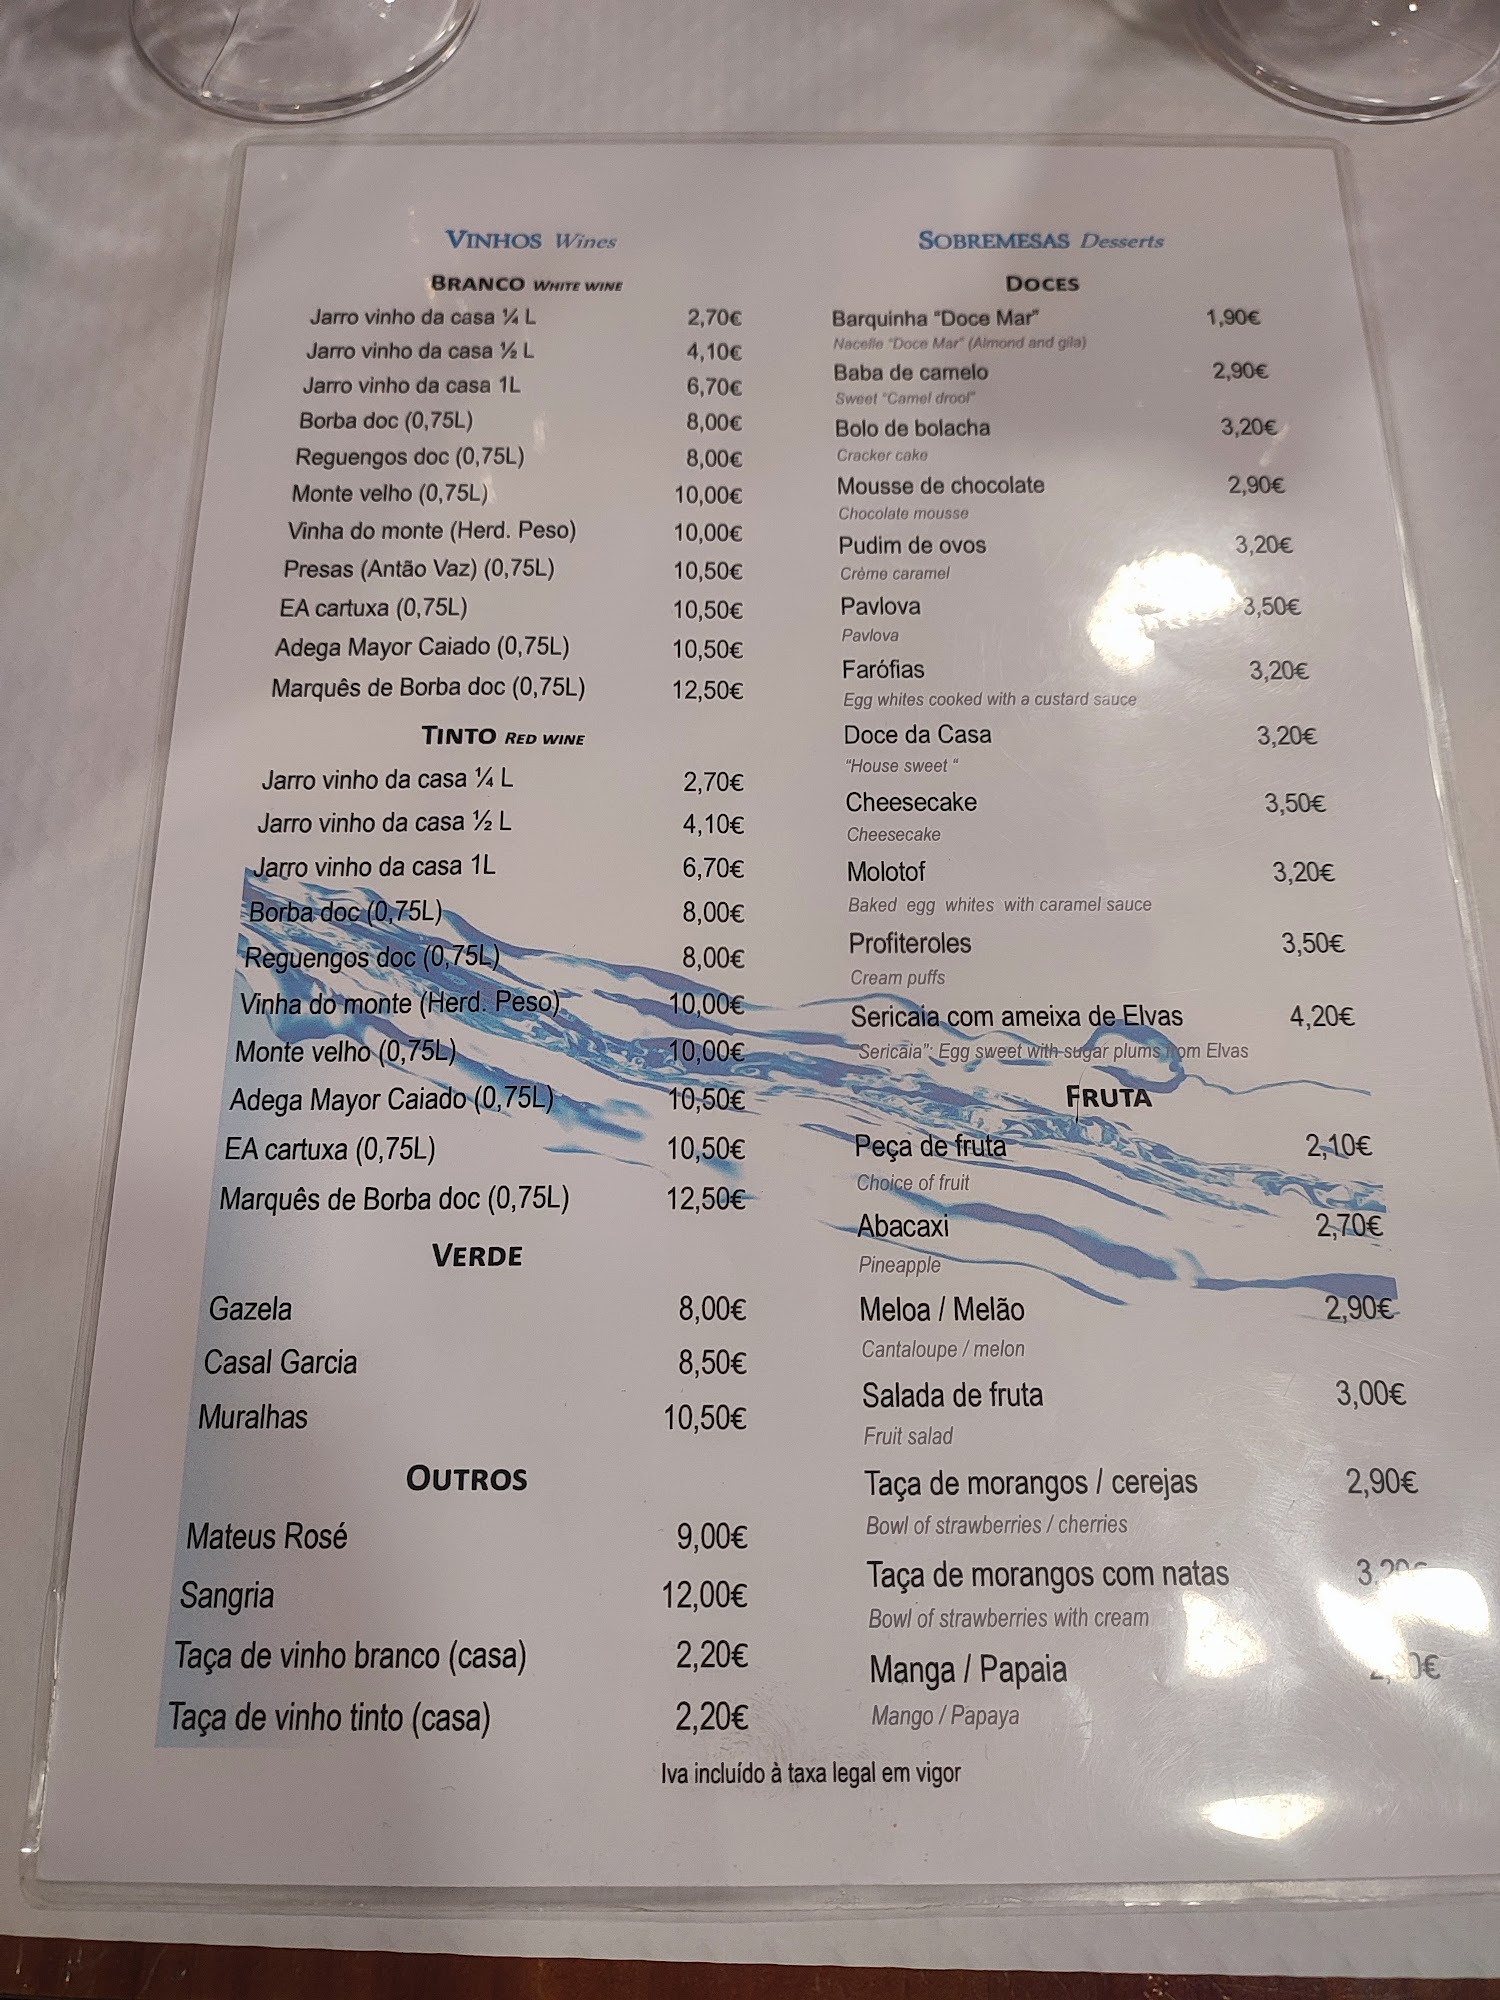 VINHOS Wines
BRANCO WHITE WINE
Jarro vinho da casa ¼ L 2,70€
Jarro vinho da casa ½ L 4,10€
Jarro vinho da casa 1L 6,70€
Borba doc (0,75L) 8,00€
Reguengos doc (0,75L) 8,00€
Monte velho (0,75L) 10,00€
Vinha do monte (Herd. Peso) 10,00€
Presas (Antão Vaz) (0,75L) 10,50€
EA cartuxa (0,75L) 10,50€
Adega Mayor Caiado (0,75L) 10,50€
Marquês de Borba doc (0,75L) 12,50€
TINTO RED WINE
Jarro vinho da casa ¼ L 2,70€
Jarro vinho da casa ½ L 4,10€
Jarro vinho da casa 1L 6,70€
Borba doc (0,75L) 8,00€
Reguengos doc (0,75L) 8,00€
Vinha do monte (Herd. Peso) 10,00€
Monte velho (0,75L) 10,00€
Adega Mayor Caiado (0,75L) 10,50€
EA cartuxa (0,75L) 10,50€
Marquês de Borba doc (0,75L) 12,50€
VERDE
Gazela 8,00€
Casal Garcia 8,50€
Muralhas 10,50€
OUTROS
Mateus Rosé 9,00€
Sangria 12,00€
Taça de vinho branco (casa) 2,20€
Taça de vinho tinto (casa) 2,20€
SOBREMESAS Desserts
DOCES
Barquinha “Doce Mar” 1,90€
Nacelle “Doce Mar” (Almond and gila)
Baba de camelo 2,90€
Sweet “Camel drool”
Bolo de bolacha 3,20€
Cracker cake
Mousse de chocolate 2,90€
Chocolate mousse
Pudim de ovos 3,20€
Crème caramel
Pavlova 3,50€
Pavlova
Farófias 3,20€
Egg whites cooked with a custard sauce
Doce da Casa 3,20€
“House sweet “
Cheesecake 3,50€
Cheesecake
Molotof 3,20€
Baked egg whites with caramel sauce
Profiteroles 3,50€
Cream puffs
Sericaia com ameixa de Elvas 4,20€
“Sericaia”: Egg sweet with sugar plums from Elvas
FRUTA
Peça de fruta 2,10€
Choice of fruit
Abacaxi 2,70€
Pineapple
Meloa / Melão 2,90€
Cantaloupe / melon
Salada de fruta 3,00€
Fruit salad
Taça de morangos / cerejas 2,90€
Bowl of strawberries / cherries
Taça de morangos com natas 3,20€
Bowl of strawberries with cream
Manga / Papaia
Mango / Papaya
Iva incluído à taxa legal em vigor